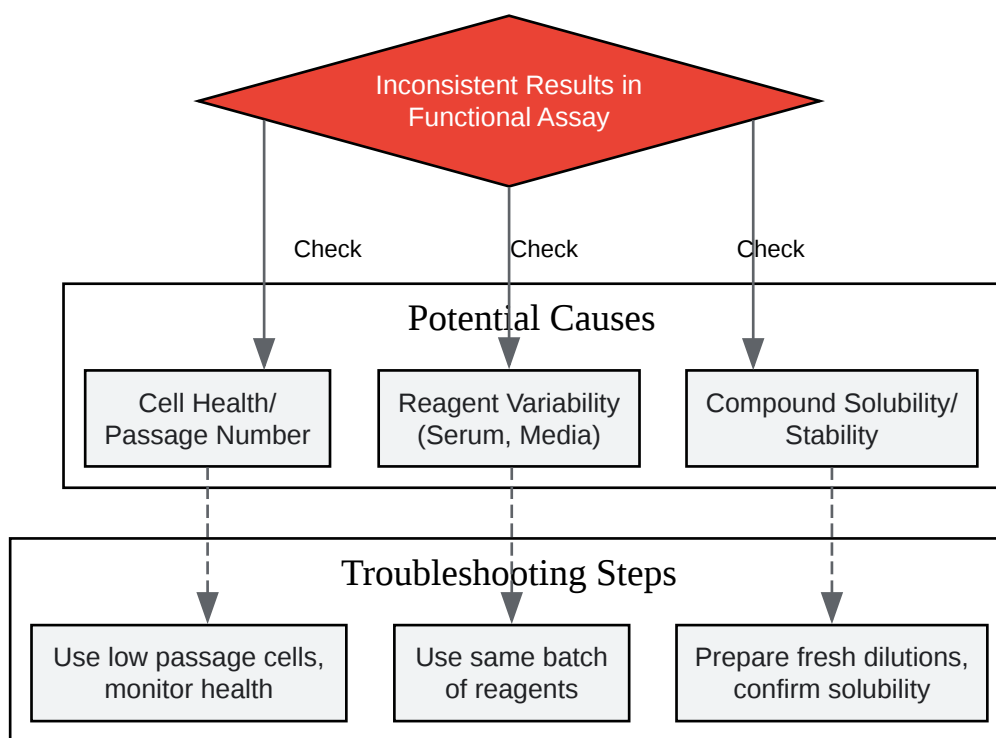 Inconsistent Results in
Functional Assay
Check
Check
Check
Potential Causes
Cell Health/
Passage Number
Reagent Variability
(Serum, Media)
Compound Solubility/
Stability
Troubleshooting Steps
Use low passage cells,
monitor health
Use same batch
of reagents
Prepare fresh dilutions,
confirm solubility